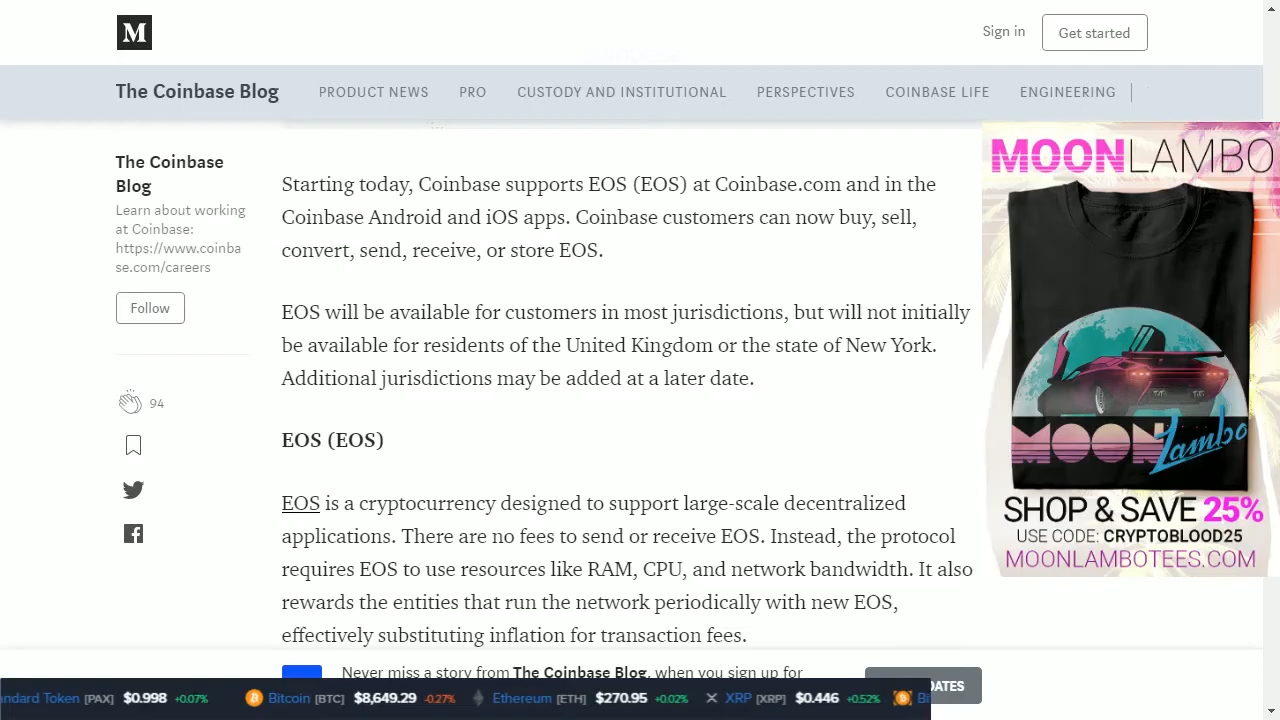 M
Sign in
Get started
The Coinbase Blog
PRODUCT NEWS
PRO
CUSTODY AND INSTITUTIONAL
PERSPECTIVES
COINBASE LIFE
ENGINEERING
The Coinbase
Blog
Learn about working
at Coinbase:
https://www.coinba
se.com/careers
Follow
94
Starting today, Coinbase supports EOS (EOS) at Coinbase.com and in the
Coinbase Android and iOS apps. Coinbase customers can now buy, sell,
convert, send, receive, or store EOS.
EOS will be available for customers in most jurisdictions, but will not initially
be available for residents of the United Kingdom or the state of New York.
Additional jurisdictions may be added at a later date.
EOS (EOS)
EOS is a cryptocurrency designed to support large-scale decentralized
applications. There are no fees to send or receive EOS. Instead, the protocol
requires EOS to use resources like RAM, CPU, and network bandwidth. It also
rewards the entities that run the network periodically with new EOS,
effectively substituting inflation for transaction fees.
MOONLAMBO
MOON Lambo
SHOP & SAVE 25%
USE CODE: CRYPTOBLOOD25
MOONLAMBOTEES.COM
Never miss a story from The Coinbase Blog, when you sign up for
DATES
ndard Token [PAX] $0.998 +0.07% Bitcoin [BTC] $8,649.29 -0.27% Ethereum [ETH] $270.95 +0.02% XRP [XRP] $0.446 +0.52%